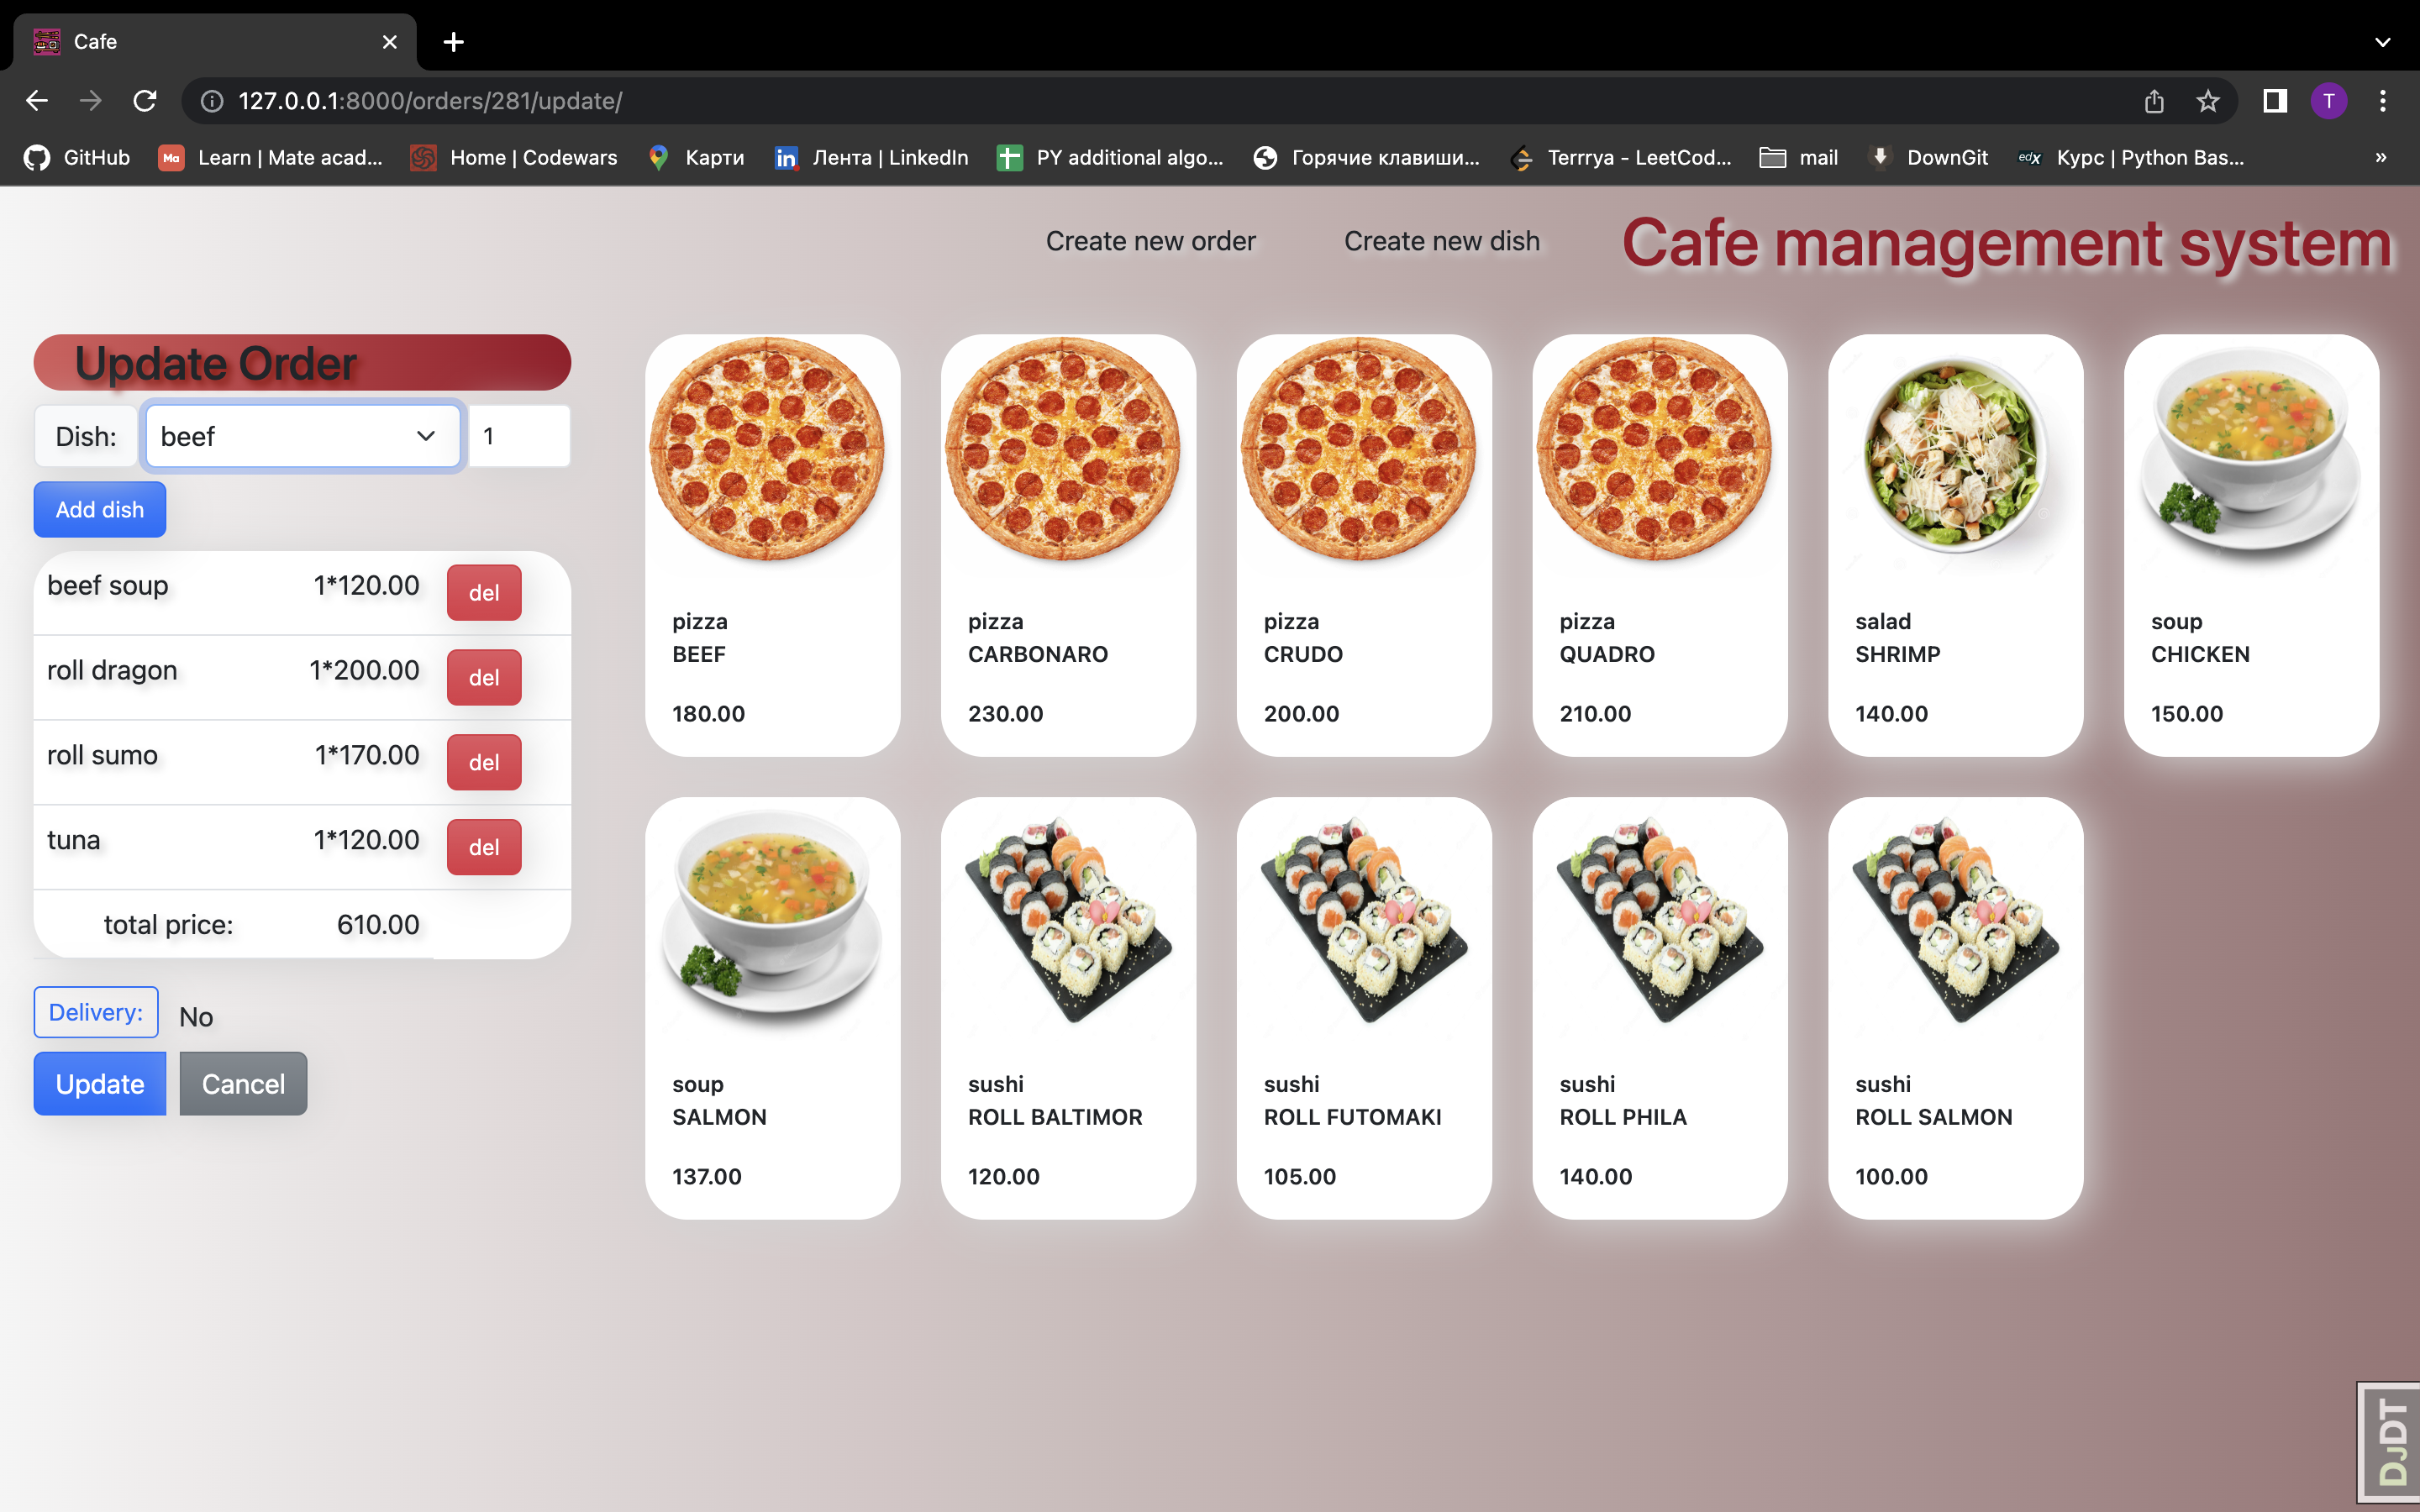 Cafe
127.0.0.1:8000/orders/281/update/
T
GitHub
Ma
Learn | Mate acad...
Home | Codewars
Карти
in
Лента | LinkedIn
PY additional algo...
Горячие клавиши...
Terrrya - LeetCod...
mail
DownGit
edX
Курс | Python Bas...
»
Create new order
Create new dish
Cafe management system
Update Order
Dish:
beef
1
Add dish
beef soup 1*120.00 del
roll dragon 1*200.00 del
roll sumo 1*170.00 del
tuna 1*120.00 del
total price: 610.00
Delivery: No
Update
Cancel
pizza
BEEF
180.00
pizza
CARBONARO
230.00
pizza
CRUDO
200.00
pizza
QUADRO
210.00
salad
SHRIMP
140.00
soup
CHICKEN
150.00
soup
SALMON
137.00
sushi
ROLL BALTIMOR
120.00
sushi
ROLL FUTOMAKI
105.00
sushi
ROLL PHILA
140.00
sushi
ROLL SALMON
100.00
DJDT